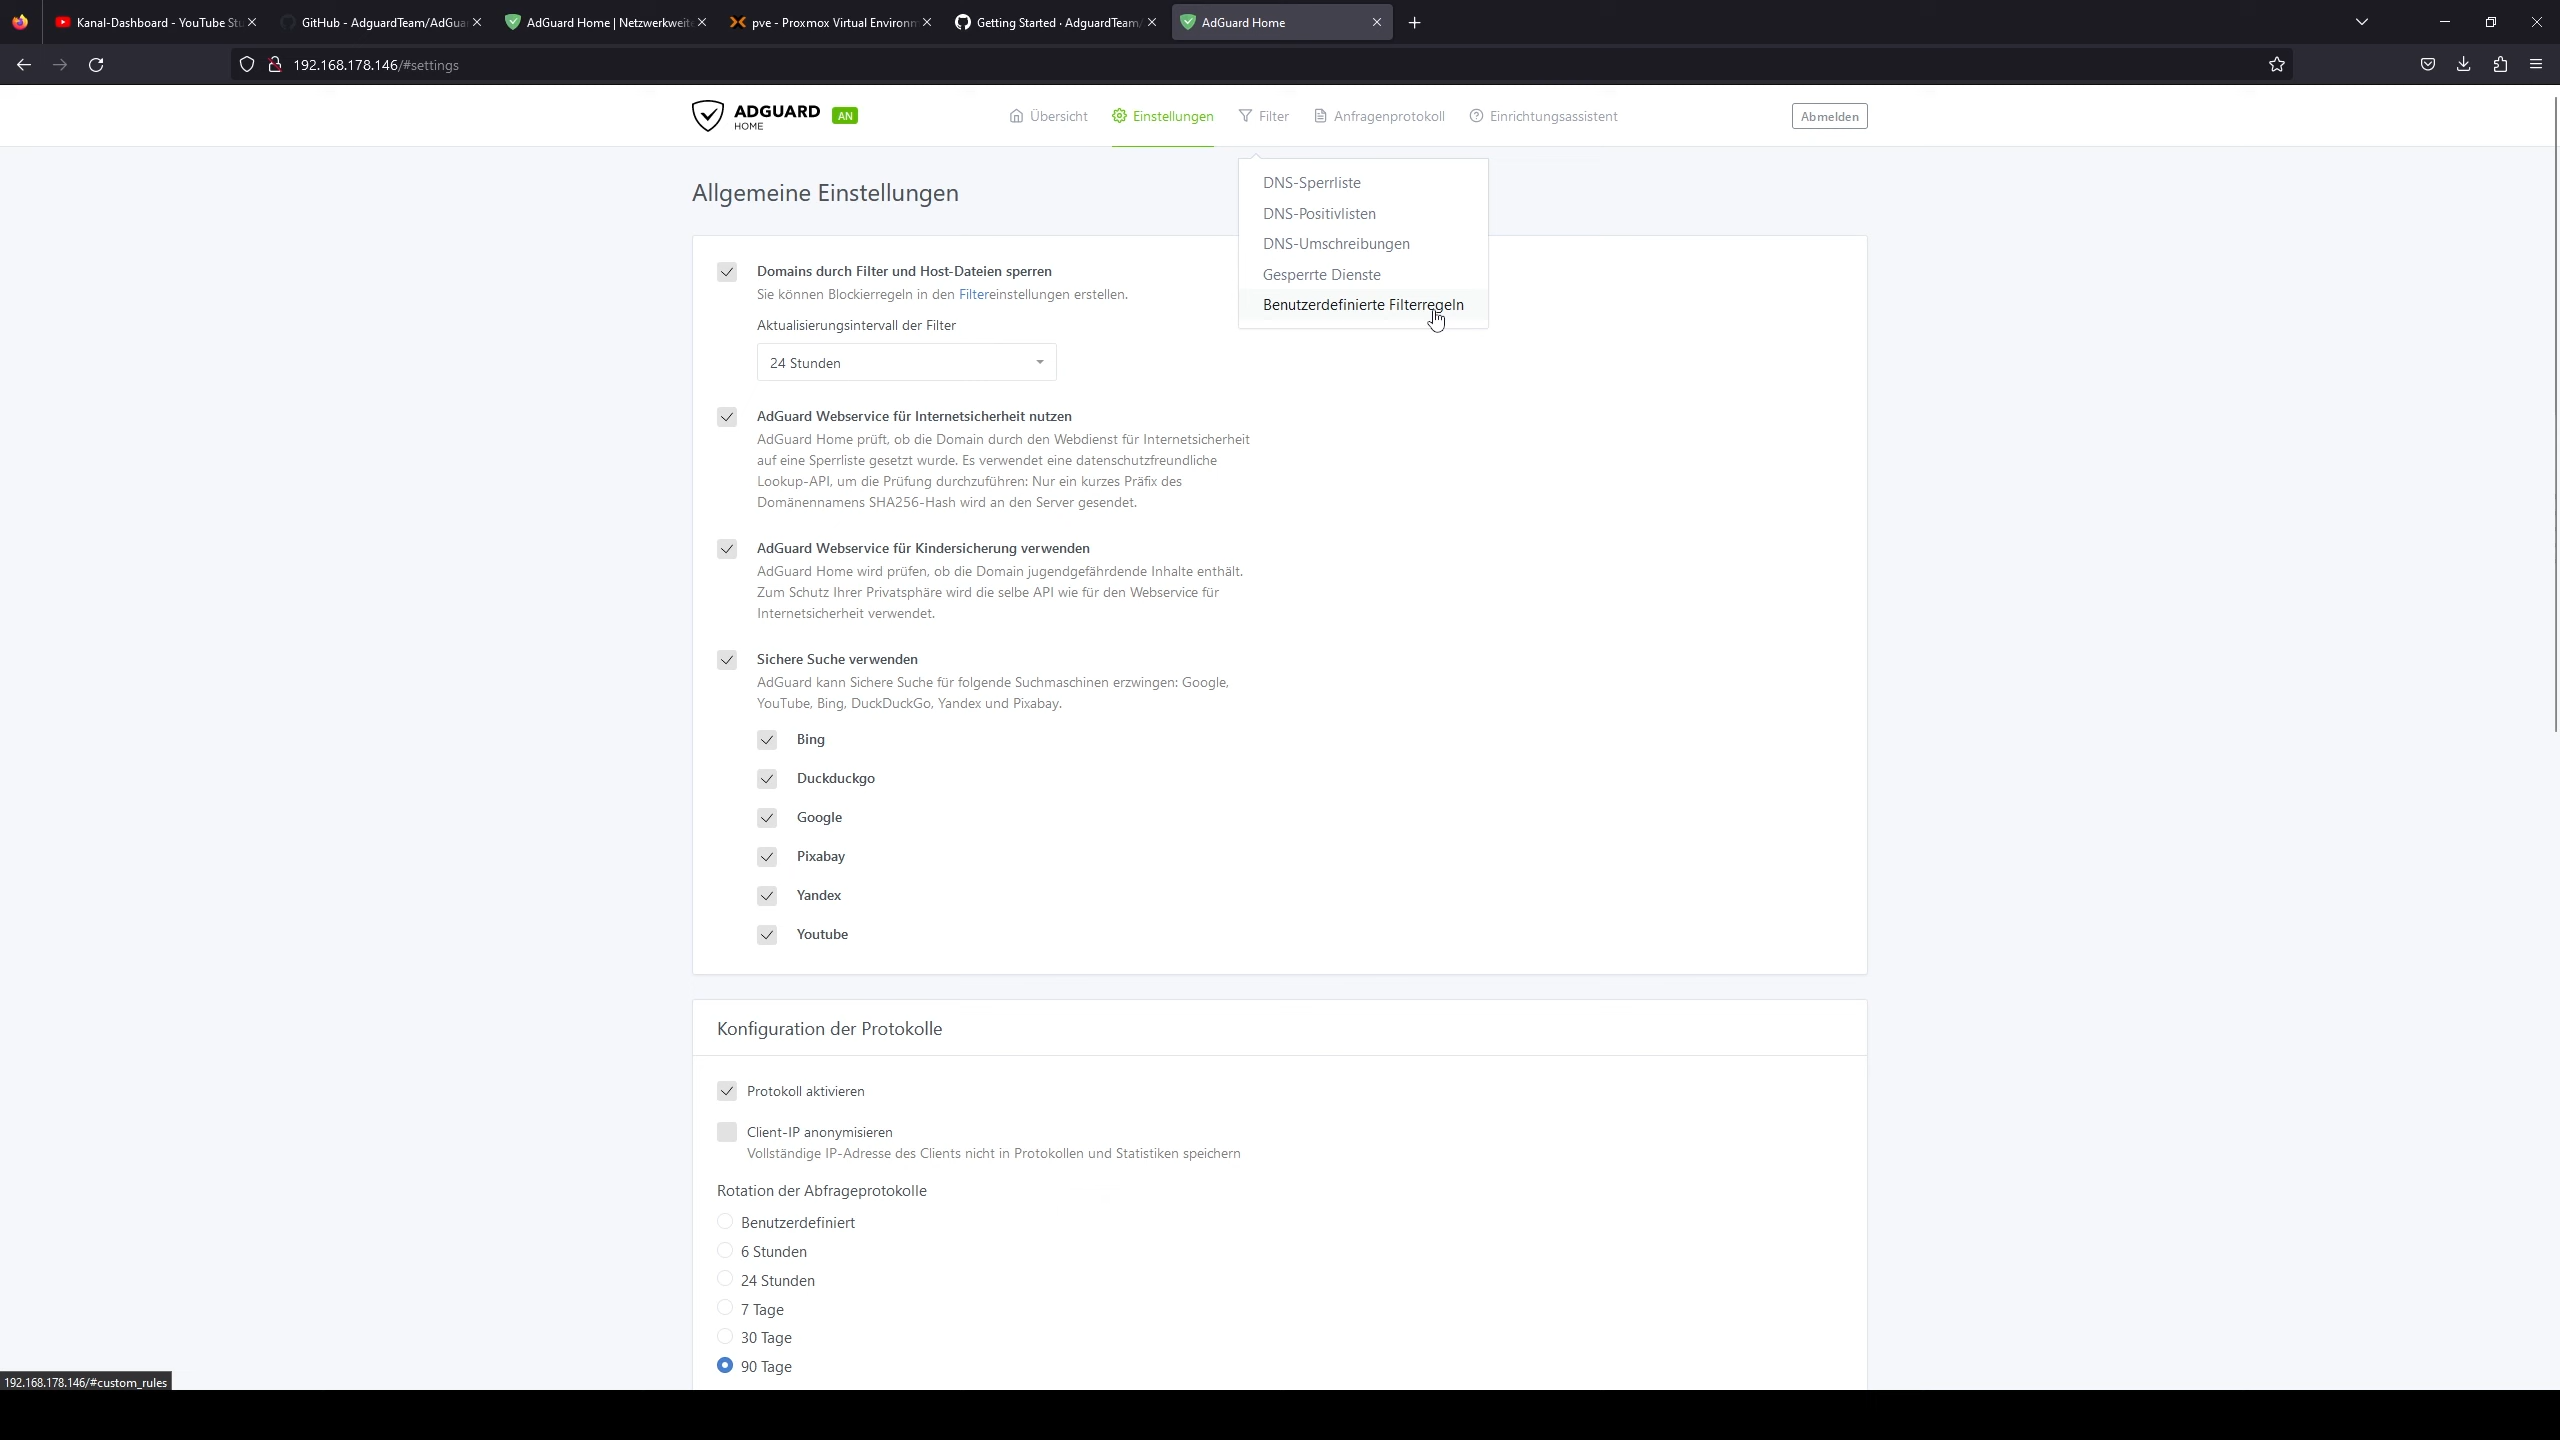 Kanal-Dashboard - YouTube Stu
GitHub - AdguardTeam/AdGua
AdGuard Home | Netzwerkweit
pve - Proxmox Virtual Environm
Getting Started · AdguardTeam/
AdGuard Home
192.168.178.146/#settings
ADGUARD
HOME
AN
Übersicht
Einstellungen
Filter
Anfragenprotokoll
Einrichtungsassistent
Abmelden
DNS-Sperrliste
DNS-Positivlisten
DNS-Umschreibungen
Gesperrte Dienste
Benutzerdefinierte Filterregeln
Allgemeine Einstellungen
Domains durch Filter und Host-Dateien sperren
Sie können Blockierregeln in den Filtereinstellungen erstellen.
Aktualisierungsintervall der Filter
24 Stunden
AdGuard Webservice für Internetsicherheit nutzen
AdGuard Home prüft, ob die Domain durch den Webdienst für Internetsicherheit
auf eine Sperrliste gesetzt wurde. Es verwendet eine datenschutzfreundliche
Lookup-API, um die Prüfung durchzuführen: Nur ein kurzes Präfix des
Domänennamens SHA256-Hash wird an den Server gesendet.
AdGuard Webservice für Kindersicherung verwenden
AdGuard Home wird prüfen, ob die Domain jugendgefährdende Inhalte enthält.
Zum Schutz Ihrer Privatsphäre wird die selbe API wie für den Webservice für
Internetsicherheit verwendet.
Sichere Suche verwenden
AdGuard kann Sichere Suche für folgende Suchmaschinen erzwingen: Google,
YouTube, Bing, DuckDuckGo, Yandex und Pixabay.
Bing
Duckduckgo
Google
Pixabay
Yandex
Youtube
Konfiguration der Protokolle
Protokoll aktivieren
Client-IP anonymisieren
Vollständige IP-Adresse des Clients nicht in Protokollen und Statistiken speichern
Rotation der Abfrageprotokolle
Benutzerdefiniert
6 Stunden
24 Stunden
7 Tage
30 Tage
90 Tage
192.168.178.146/#custom_rules